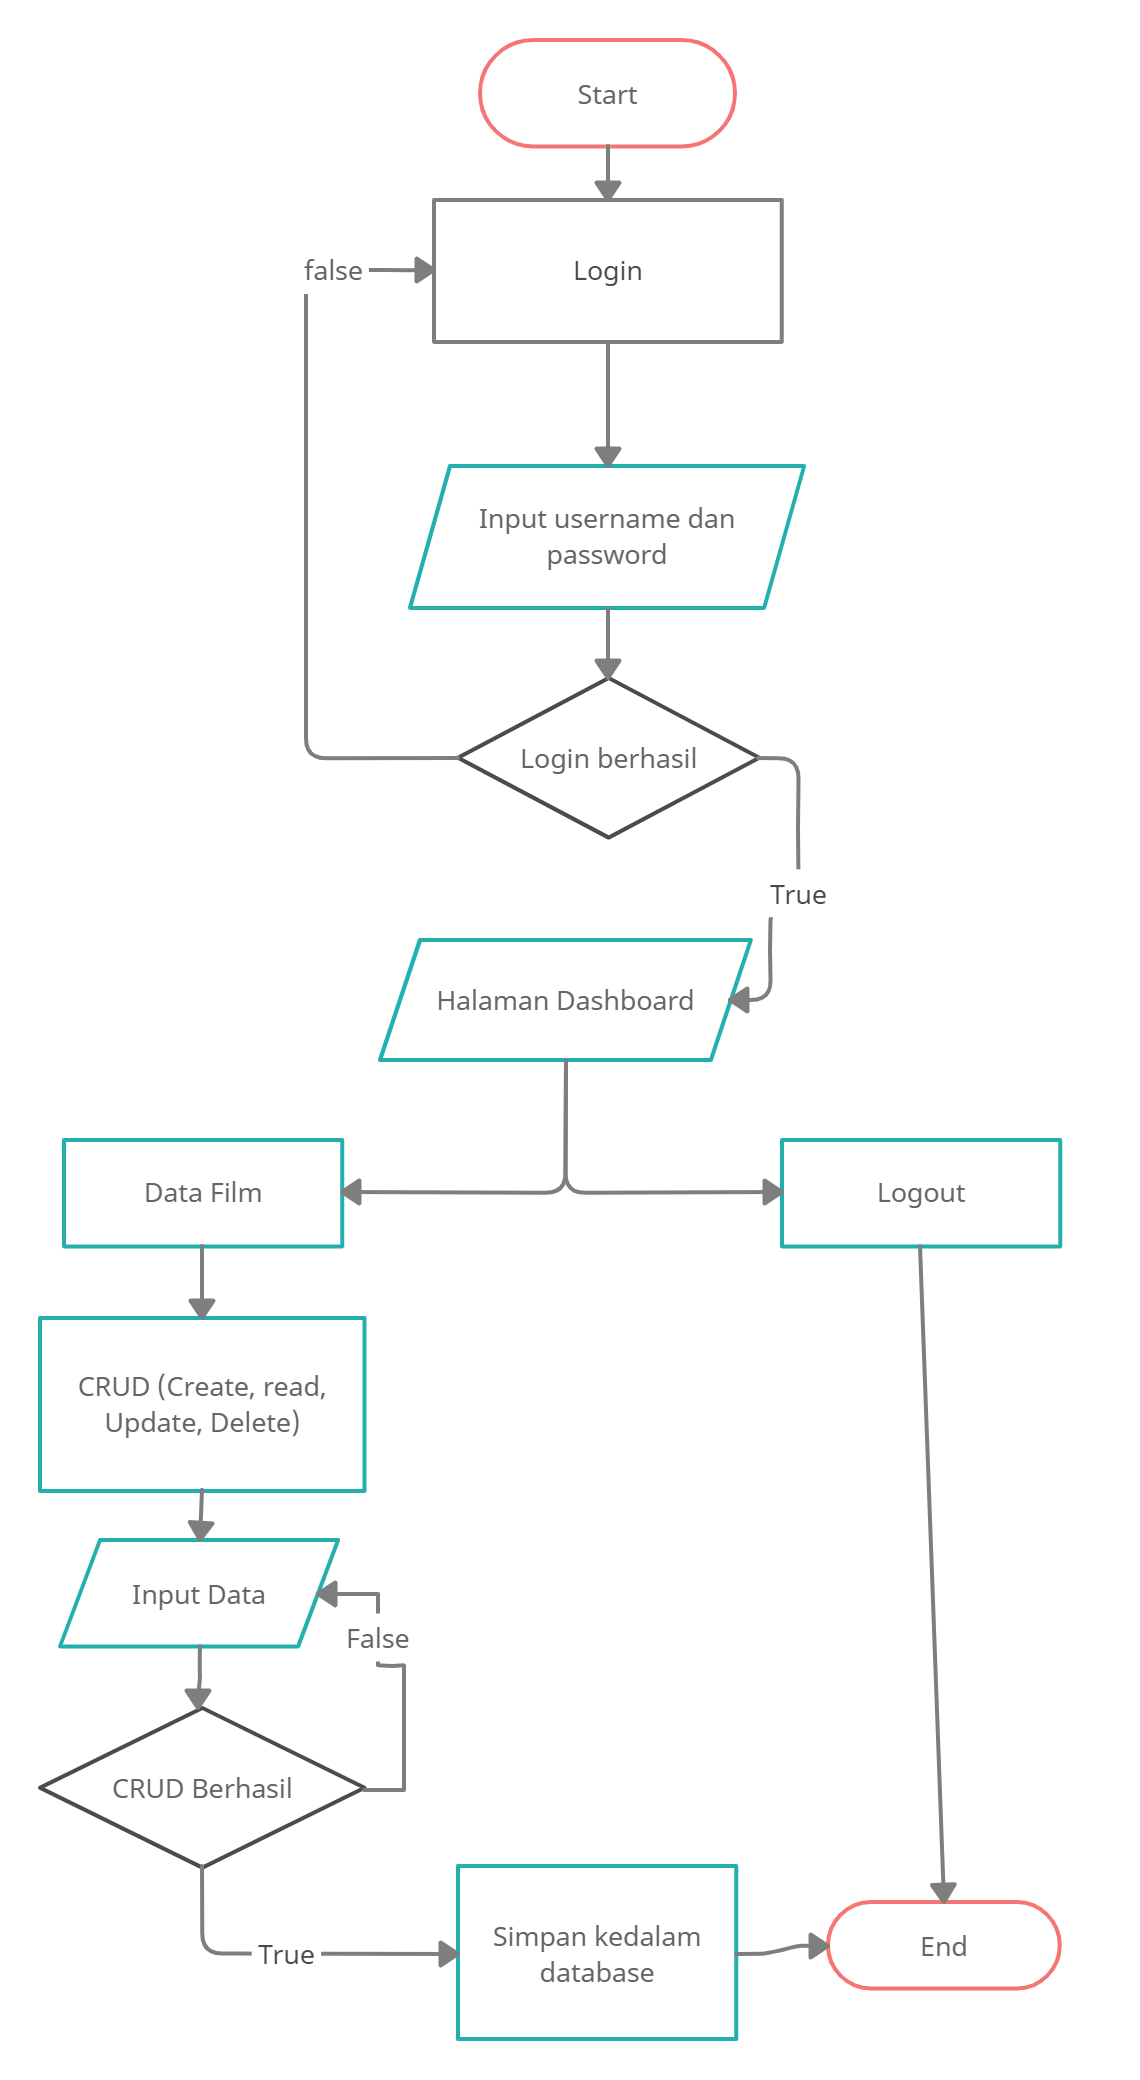 Start
Login
false
Input username dan
password
Login berhasil
True
Halaman Dashboard
Data Film
Logout
CRUD (Create, read,
Update, Delete)
Input Data
False
CRUD Berhasil
True
Simpan kedalam
database
End